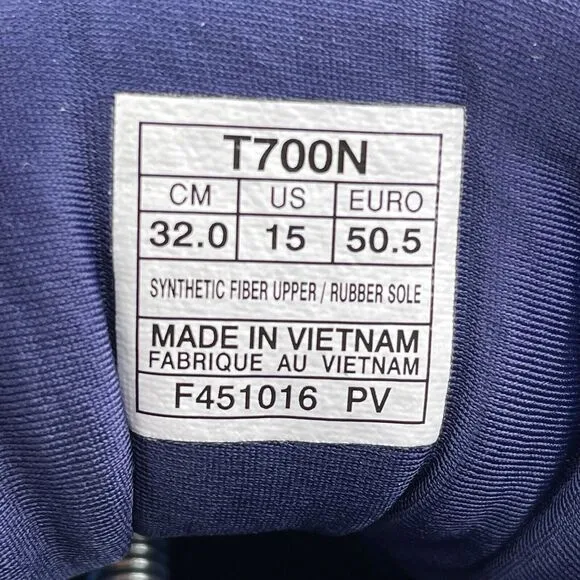 T700N
CM US EURO
32.0 15 50.5
SYNTHETIC FIBER UPPER / RUBBER SOLE
MADE IN VIETNAM
FABRIQUE AU VIETNAM
F451016 PV